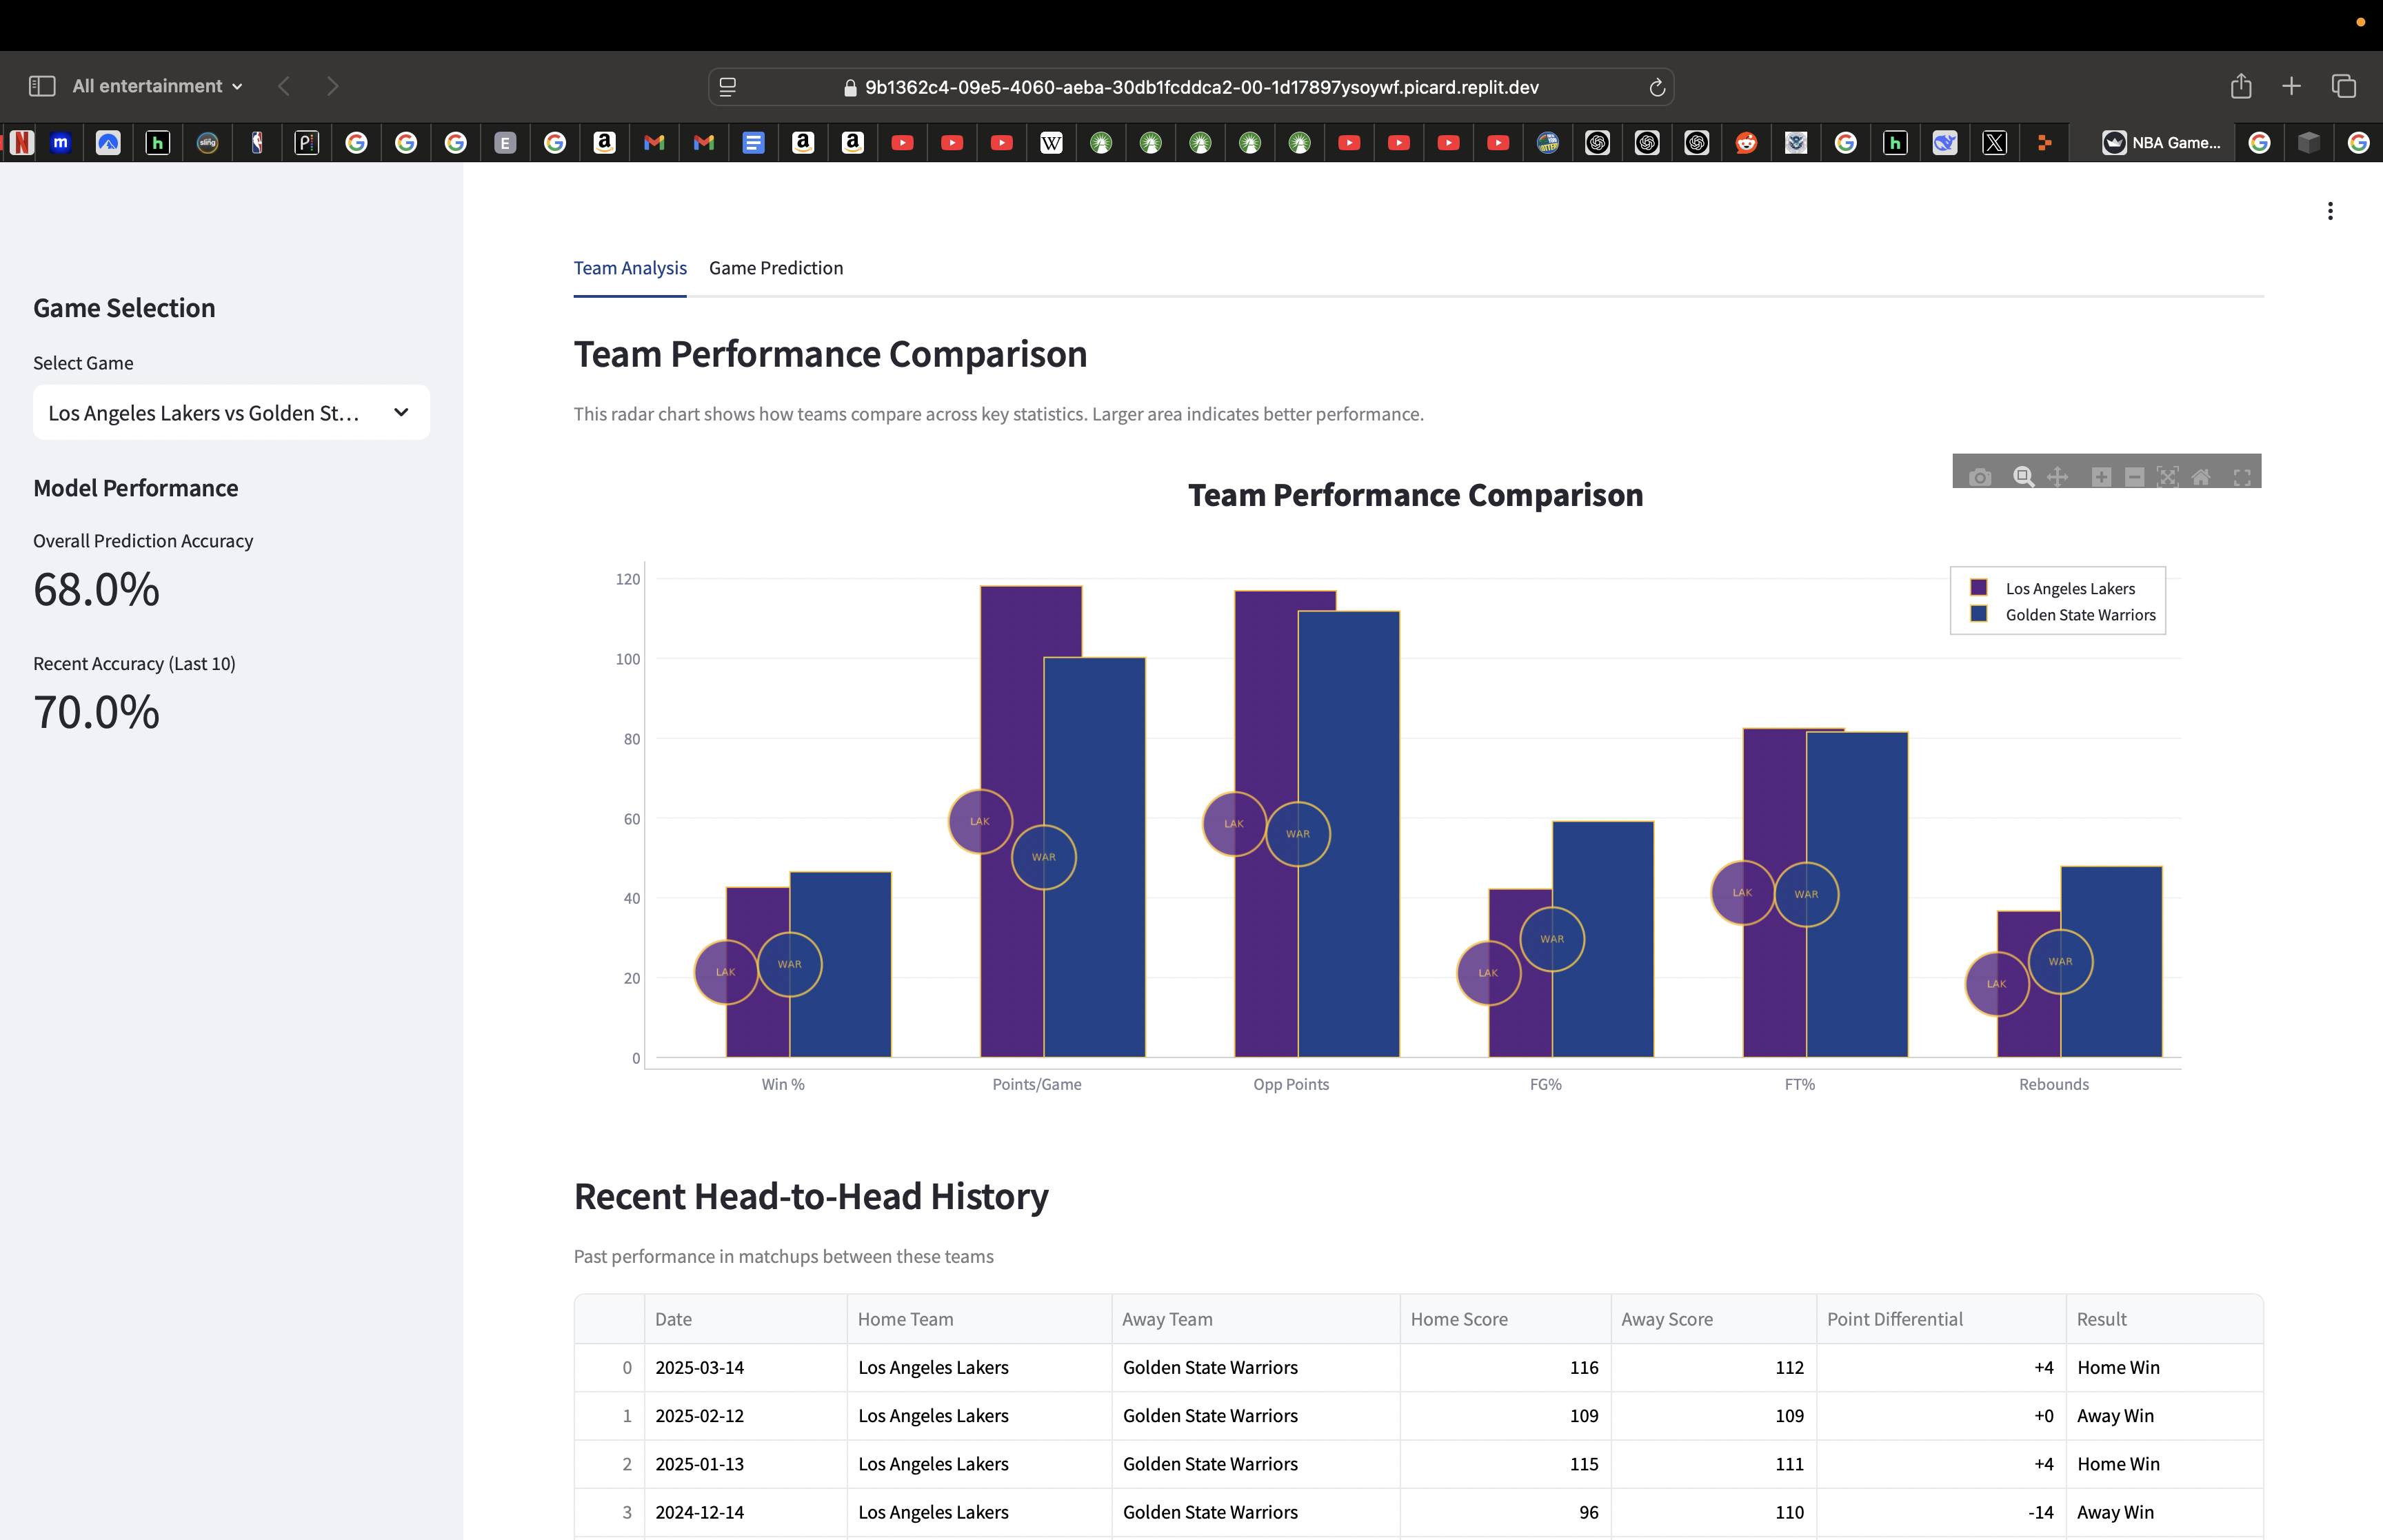 All entertainment
9b1362c4-09e5-4060-aeba-30db1fcddca2-00-1d17897ysoywf.picard.replit.dev
N m h sling P E a a a W h X NBA Game...
Game Selection
Select Game
Los Angeles Lakers vs Golden St...
Model Performance
Overall Prediction Accuracy
68.0%
Recent Accuracy (Last 10)
70.0%
Team Analysis Game Prediction
Team Performance Comparison
This radar chart shows how teams compare across key statistics. Larger area indicates better performance.
Team Performance Comparison
Los Angeles Lakers
Golden State Warriors
120
100
80
60
40
20
0
LAK WAR
LAK WAR
LAK WAR
LAK WAR
LAK WAR
LAK WAR
Win % Points/Game Opp Points FG% FT% Rebounds
Recent Head-to-Head History
Past performance in matchups between these teams
Date Home Team Away Team Home Score Away Score Point Differential Result
0 2025-03-14 Los Angeles Lakers Golden State Warriors 116 112 +4 Home Win
1 2025-02-12 Los Angeles Lakers Golden State Warriors 109 109 +0 Away Win
2 2025-01-13 Los Angeles Lakers Golden State Warriors 115 111 +4 Home Win
3 2024-12-14 Los Angeles Lakers Golden State Warriors 96 110 -14 Away Win